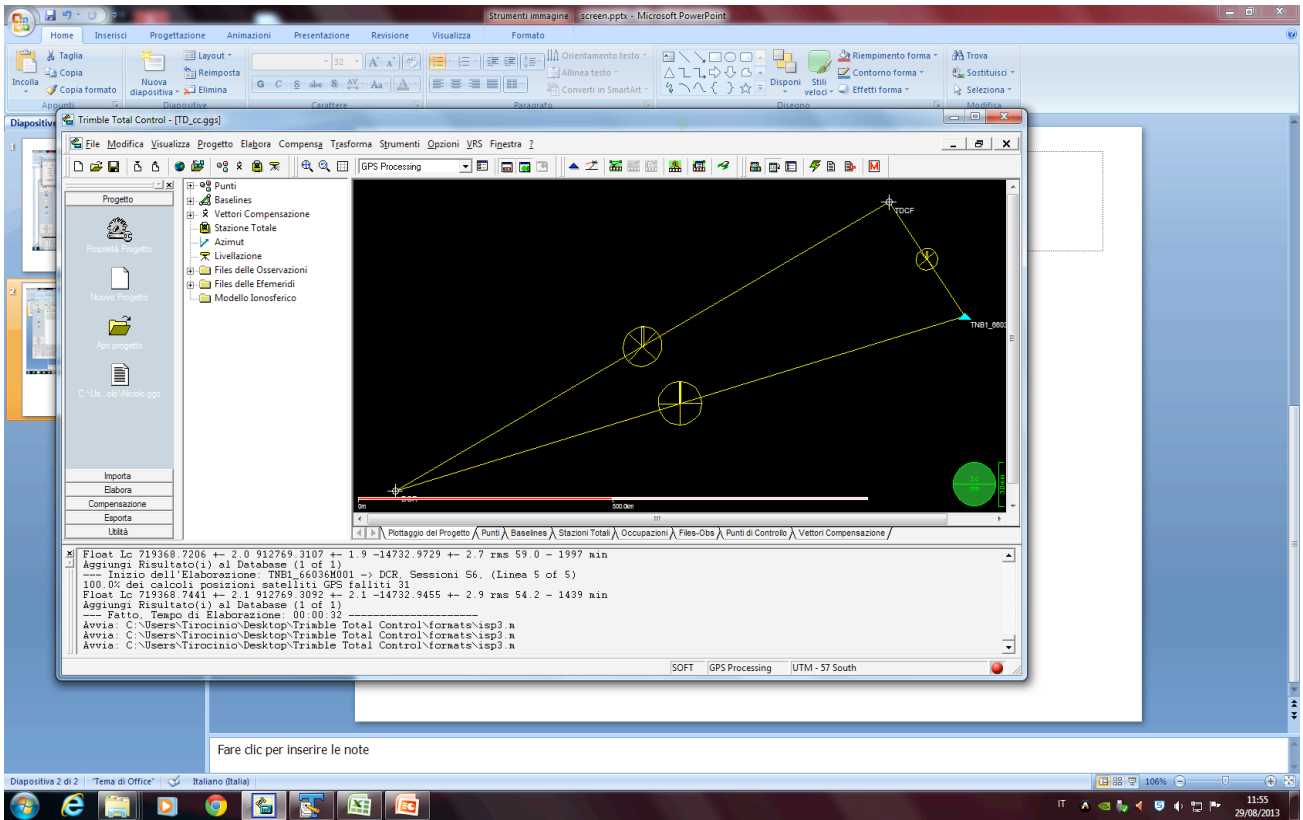 Strumenti immagine screen.pptx - Microsoft PowerPoint
Home Inserisci Progettazione Animazioni Presentazione Revisione Visualizza Formato
Incolla
Taglia
Copia
Copia formato
Appunti
Nuova diapositiva
Layout
Reimposta
Elimina
Diapositive
32
G C S abe S AV Aa A
Carattere
Orientamento testo
Allinea testo
Converti in SmartArt
Paragrafo
Disponi
Stili veloci
Riempimento forma
Contorno forma
Effetti forma
Disegno
Trova
Sostituisci
Seleziona
Modifica
Diapositive
1
2
Trimble Total Control - [TD_cc.ggs]
File Modifica Visualizza Progetto Elabora Compensa Trasforma Strumenti Opzioni VRS Finestra ?
GPS Processing
M
Progetto
Proprietà Progetto
Nuovo Progetto
Apri progetto
C:\Us...olò\Nicolo.ggs
Importa
Elabora
Compensazione
Esporta
Utilità
Punti
Baselines
Vettori Compensazione
Stazione Totale
Azimut
Livellazione
Files delle Osservazioni
Files delle Efemeridi
Modello Ionosferico
TDCF
TNB1_6603
DCR
0m
500.0km
Plottaggio del Progetto Punti Baselines Stazioni Totali Occupazioni Files-Obs Punti di Controllo Vettori Compensazione
Float Lc 719368.7206 +- 2.0 912769.3107 +- 1.9 -14732.9729 +- 2.7 rms 59.0 - 1997 min
Aggiungi Risultato(i) al Database (1 of 1)
--- Inizio dell'Elaborazione: TNB1_66036M001 -> DCR, Sessioni S6, (Linea 5 of 5)
100.0% dei calcoli posizioni satelliti GPS falliti 31
Float Lc 719368.7441 +- 2.1 912769.3092 +- 2.1 -14732.9455 +- 2.9 rms 54.2 - 1439 min
Aggiungi Risultato(i) al Database (1 of 1)
--- Fatto, Tempo di Elaborazione: 00:00:32 --------------------
Avvia: C:\Users\Tirocinio\Desktop\Trimble Total Control\formats\isp3.m
Avvia: C:\Users\Tirocinio\Desktop\Trimble Total Control\formats\isp3.m
Avvia: C:\Users\Tirocinio\Desktop\Trimble Total Control\formats\isp3.m
SOFT GPS Processing UTM - 57 South
Fare clic per inserire le note
Diapositiva 2 di 2 "Tema di Office" Italiano (Italia) 106%
IT 11:55
29/08/2013